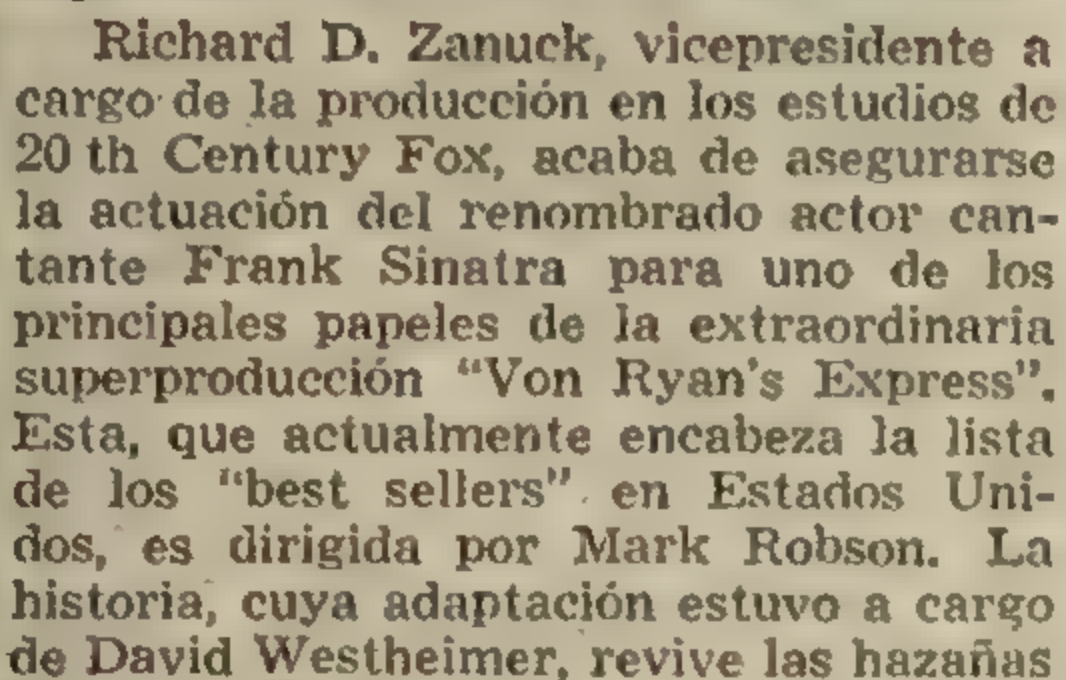 Richard D. Zanuck, vicepresidente a
cargo de la producción en los estudios de
20 th Century Fox, acaba de asegurarse
la actuación del renombrado actor can-
tante Frank Sinatra para uno de los
principales papeles de la extraordinaria
superproducción “Von Ryan's Express”.
Esta, que actualmente encabeza la lista
de los “best sellers” en Estados Uni-
dos, es dirigida por Mark Robson. La
historia, cuya adaptación estuvo a cargo
de David Westheimer, revive las hazañas